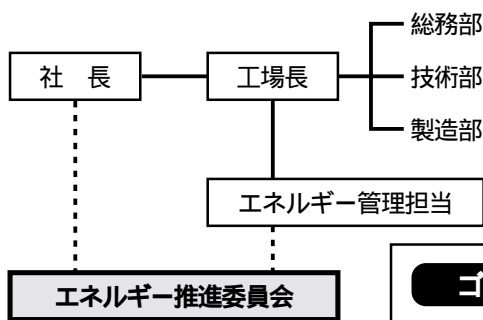 総務部
社　長
工場長
技術部
製造部
エネルギー管理担当
エネルギー推進委員会